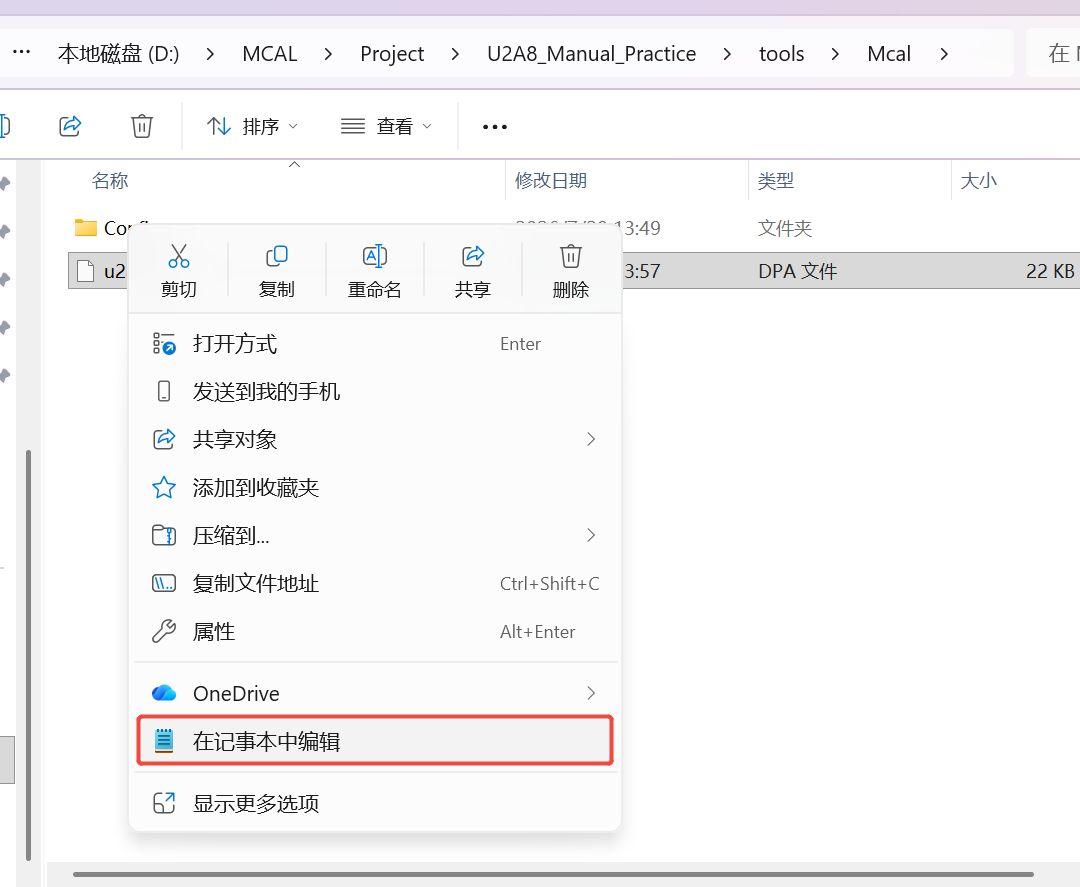 ··· 本地磁盘 (D:) > MCAL > Project > U2A8_Manual_Practice > tools > Mcal > 在
排序 查看 ···
名称 修改日期 类型 大小
13:49 文件夹
u2 3:57 DPA 文件 22 KB
剪切 复制 重命名 共享 删除
打开方式 Enter
发送到我的手机
共享对象
添加到收藏夹
压缩到...
复制文件地址 Ctrl+Shift+C
属性 Alt+Enter
OneDrive
在记事本中编辑
显示更多选项